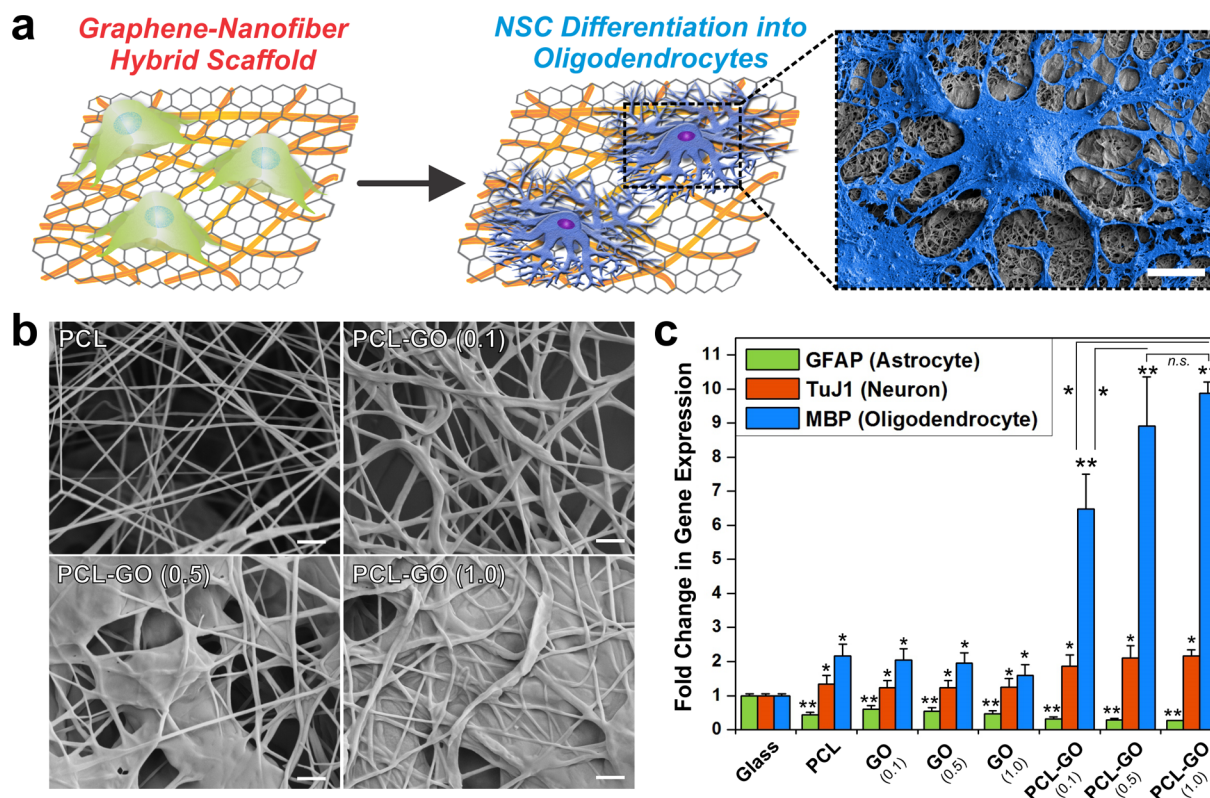 a
Graphene-Nanofiber
Hybrid Scaffold
NSC Differentiation into
Oligodendrocytes
b
PCL
PCL-GO (0.1)
PCL-GO (0.5)
PCL-GO (1.0)
c
Fold Change in Gene Expression
11
10
9
8
7
6
5
4
3
2
1
0
GFAP (Astrocyte)
TuJ1 (Neuron)
MBP (Oligodendrocyte)
n.s.
** **
* *
**
* * * * * * *
* * * * * * *
** ** ** ** ** ** **
Glass
PCL
GO
(0.1)
GO
(0.5)
GO
(1.0)
PCL-GO
(0.1)
PCL-GO
(0.5)
PCL-GO
(1.0)